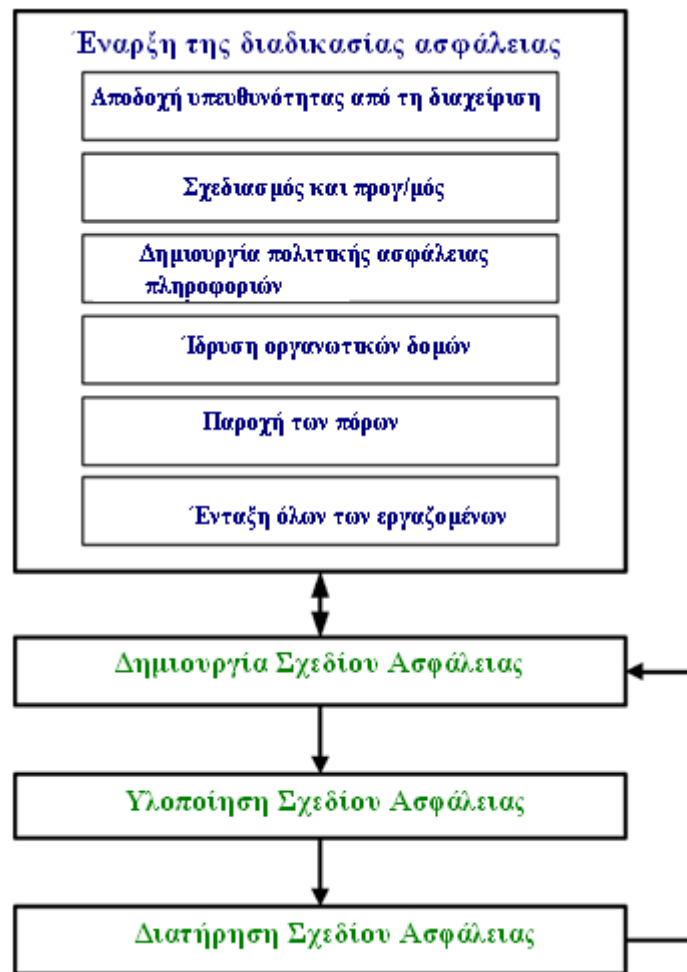 Έναρξη της διαδικασίας ασφάλειας
Αποδοχή υπευθυνότητας από τη διαχείριση
Σχεδιασμός και προγ/μός
Δημιουργία πολιτικής ασφάλειας
πληροφοριών
Ίδρυση οργανωτικών δομών
Παροχή των πόρων
Ένταξη όλων των εργαζομένων
Δημιουργία Σχεδίου Ασφάλειας
Υλοποίηση Σχεδίου Ασφάλειας
Διατήρηση Σχεδίου Ασφάλειας